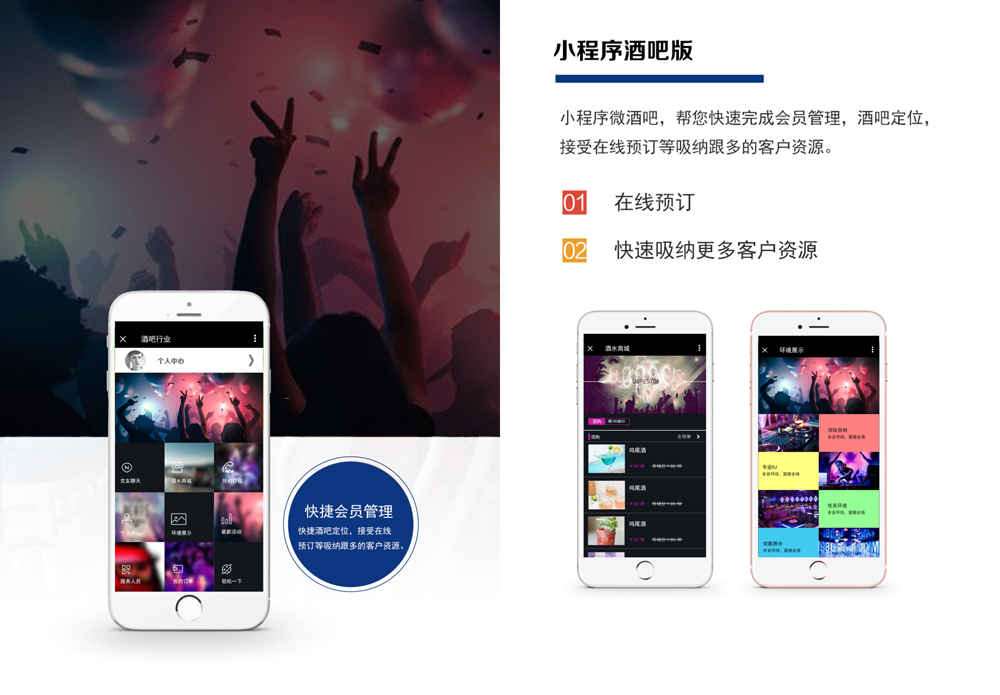 小程序酒吧版
小程序微酒吧，帮您快速完成会员管理，酒吧定位，
接受在线预订等吸纳跟多的客户资源。
01 在线预订
02 快速吸纳更多客户资源
酒吧行业
个人中心
交友聊天
酒水商城
环境展示
最新活动
服务人员
我的订单
轻松一下
快捷会员管理
快捷酒吧定位，接受在线
预订等吸纳跟多的客户资源。
酒水商城
团购
团购
去领券
鸡尾酒
鸡尾酒
鸡尾酒
环境展示
顶级音响
专业DJ
优美环境
炫酷舞台